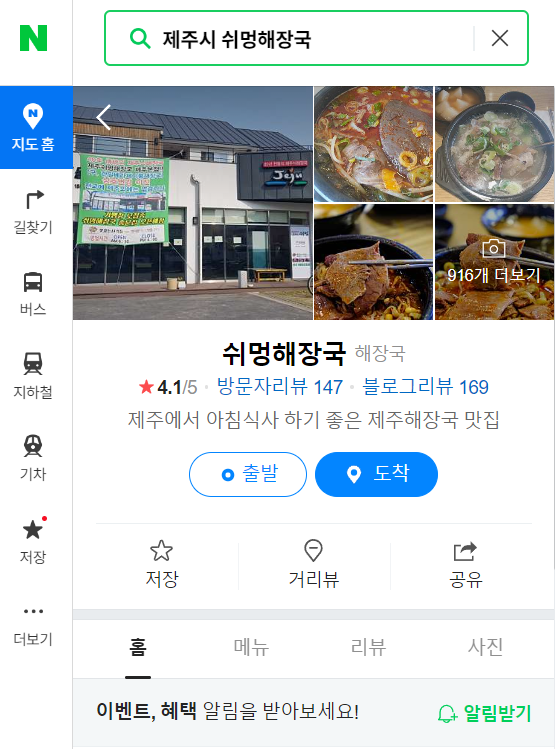 N
제주시 쉬멍해장국
지도 홈
길찾기
버스
지하철
기차
저장
더보기
Jeju
916개 더보기
쉬멍해장국 해장국
★ 4.1/5 · 방문자리뷰 147 · 블로그리뷰 169
제주에서 아침식사 하기 좋은 제주해장국 맛집
출발
도착
저장
거리뷰
공유
홈
메뉴
리뷰
사진
이벤트, 혜택 알림을 받아보세요!
알림받기